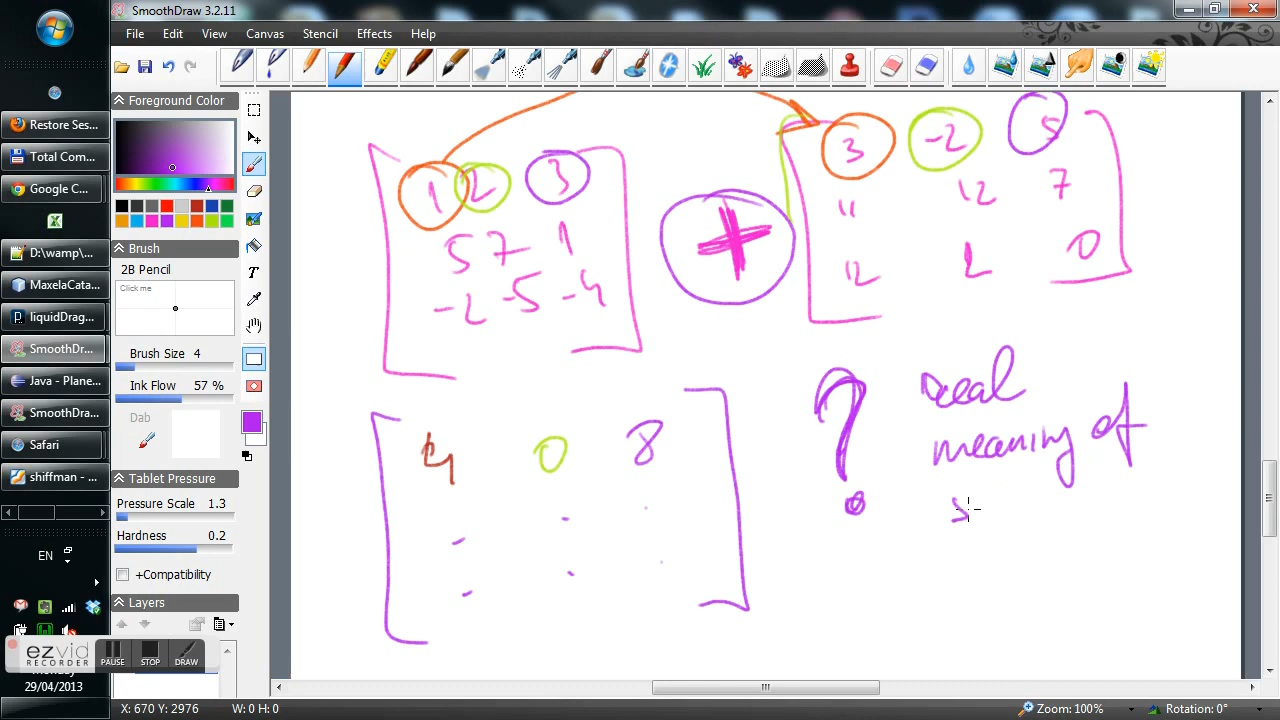 SmoothDraw 3.2.11
File Edit View Canvas Stencil Effects Help
Foreground Color
Restore Ses...
Total Com...
Google C...
D:\wamp\...
MaxelaCata...
liquidDrag...
SmoothDr...
Java - Plane...
SmoothDr...
Safari
shiffman - ...
EN
Monday
29/04/2013
Brush
2B Pencil
Click me
Brush Size 4
Ink Flow 57 %
Dab
Tablet Pressure
Pressure Scale 1.3
Hardness 0.2
+Compatibility
Layers
ezvid
RECORDER
PAUSE STOP DRAW
1 2 3
5 7 1
-2 -5 -4
+
3 -2 5
11 12 7
12 2 0
4 0 8
?
real
meaning of
X: 670 Y: 2976 W: 0 H: 0 Zoom: 100% Rotation: 0°